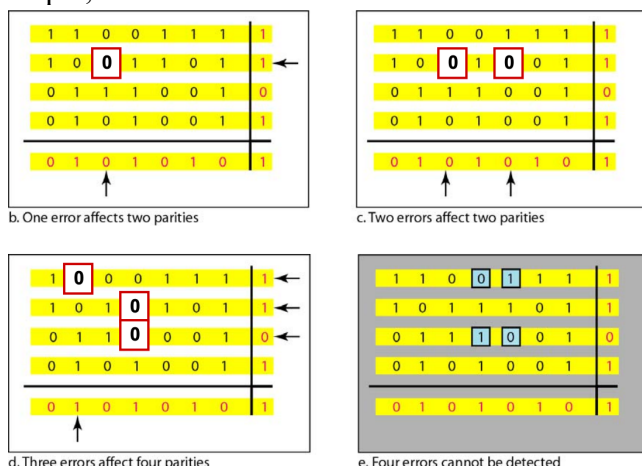 1 1 0 0 1 1 1 1
1 0 0 1 1 0 1 1
0 1 1 1 0 0 1 0
0 1 0 1 0 0 1 1
0 1 0 1 0 1 0 1
b. One error affects two parities
1 1 0 0 1 1 1 1
1 0 0 1 0 0 1 1
0 1 1 1 0 0 1 0
0 1 0 1 0 0 1 1
0 1 0 1 0 1 0 1
c. Two errors affect two parities
1 0 0 0 1 1 1 1
1 0 1 0 1 0 1 1
0 1 1 0 0 0 1 0
0 1 0 1 0 0 1 1
0 1 0 1 0 1 0 1
d. Three errors affect four parities
1 1 0 0 1 1 1 1
1 0 1 1 1 0 1 1
0 1 1 1 0 0 1 0
0 1 0 1 0 0 1 1
0 1 0 1 0 1 0 1
e. Four errors cannot be detected